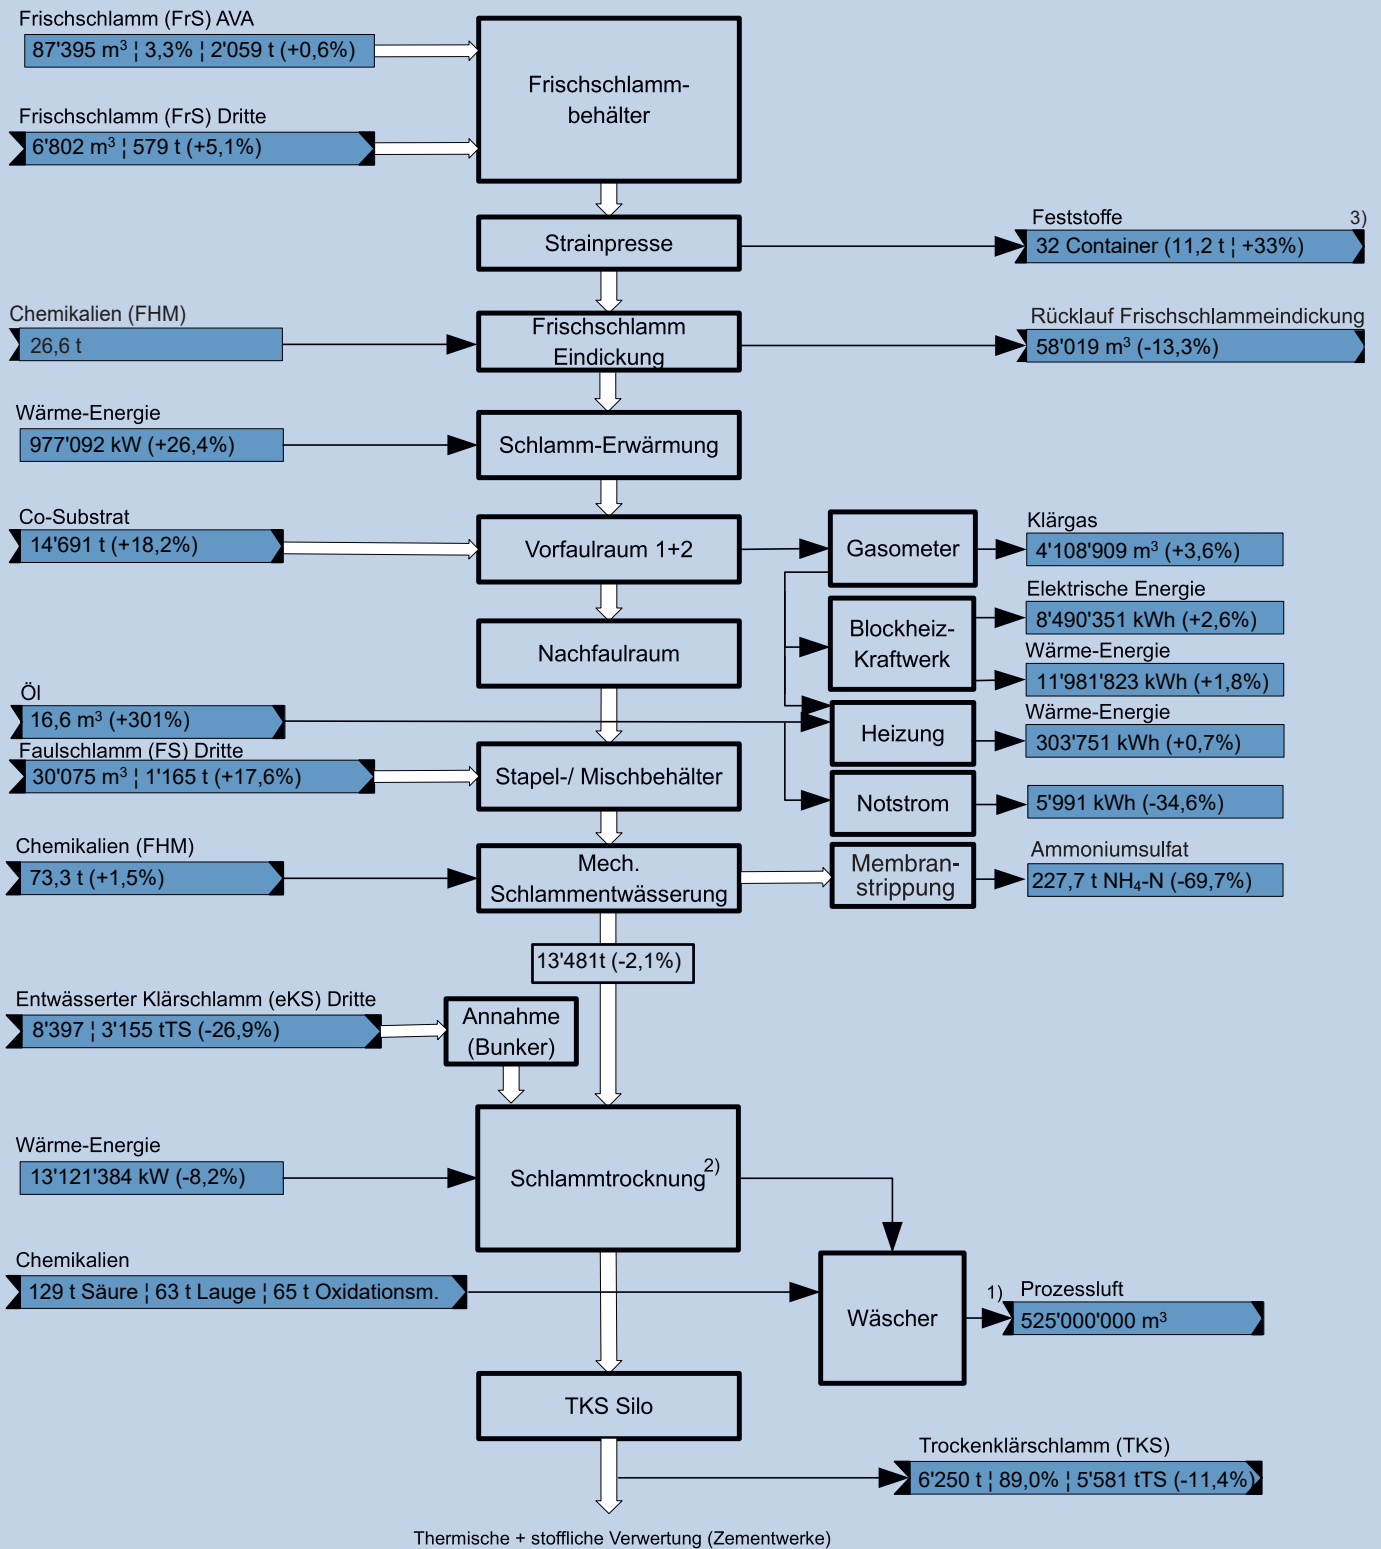 Frischschlamm (FrS) AVA
87'395 m³ ¦ 3,3% ¦ 2'059 t (+0,6%)
Frischschlamm-
behälter
Frischschlamm (FrS) Dritte
6'802 m³ ¦ 579 t (+5,1%)
Strainpresse
Feststoffe 3)
32 Container (11,2 t ¦ +33%)
Chemikalien (FHM)
26,6 t
Frischschlamm
Eindickung
Rücklauf Frischschlammeindickung
58'019 m³ (-13,3%)
Wärme-Energie
977'092 kW (+26,4%)
Schlamm-Erwärmung
Co-Substrat
14'691 t (+18,2%)
Vorfaulraum 1+2
Gasometer
Klärgas
4'108'909 m³ (+3,6%)
Blockheiz-
Kraftwerk
Elektrische Energie
8'490'351 kWh (+2,6%)
Wärme-Energie
11'981'823 kWh (+1,8%)
Nachfaulraum
Öl
16,6 m³ (+301%)
Heizung
Wärme-Energie
303'751 kWh (+0,7%)
Faulschlamm (FS) Dritte
30'075 m³ ¦ 1'165 t (+17,6%)
Stapel-/ Mischbehälter
Notstrom
5'991 kWh (-34,6%)
Chemikalien (FHM)
73,3 t (+1,5%)
Mech.
Schlammentwässerung
Membran-
strippung
Ammoniumsulfat
227,7 t NH₄-N (-69,7%)
13'481t (-2,1%)
Entwässerter Klärschlamm (eKS) Dritte
8'397 ¦ 3'155 tTS (-26,9%)
Annahme
(Bunker)
Wärme-Energie
13'121'384 kW (-8,2%)
Schlammtrocknung 2)
Chemikalien
129 t Säure ¦ 63 t Lauge ¦ 65 t Oxidationsm.
Wäscher
1) Prozessluft
525'000'000 m³
TKS Silo
Trockenklärschlamm (TKS)
6'250 t ¦ 89,0% ¦ 5'581 tTS (-11,4%)
Thermische + stoffliche Verwertung (Zementwerke)